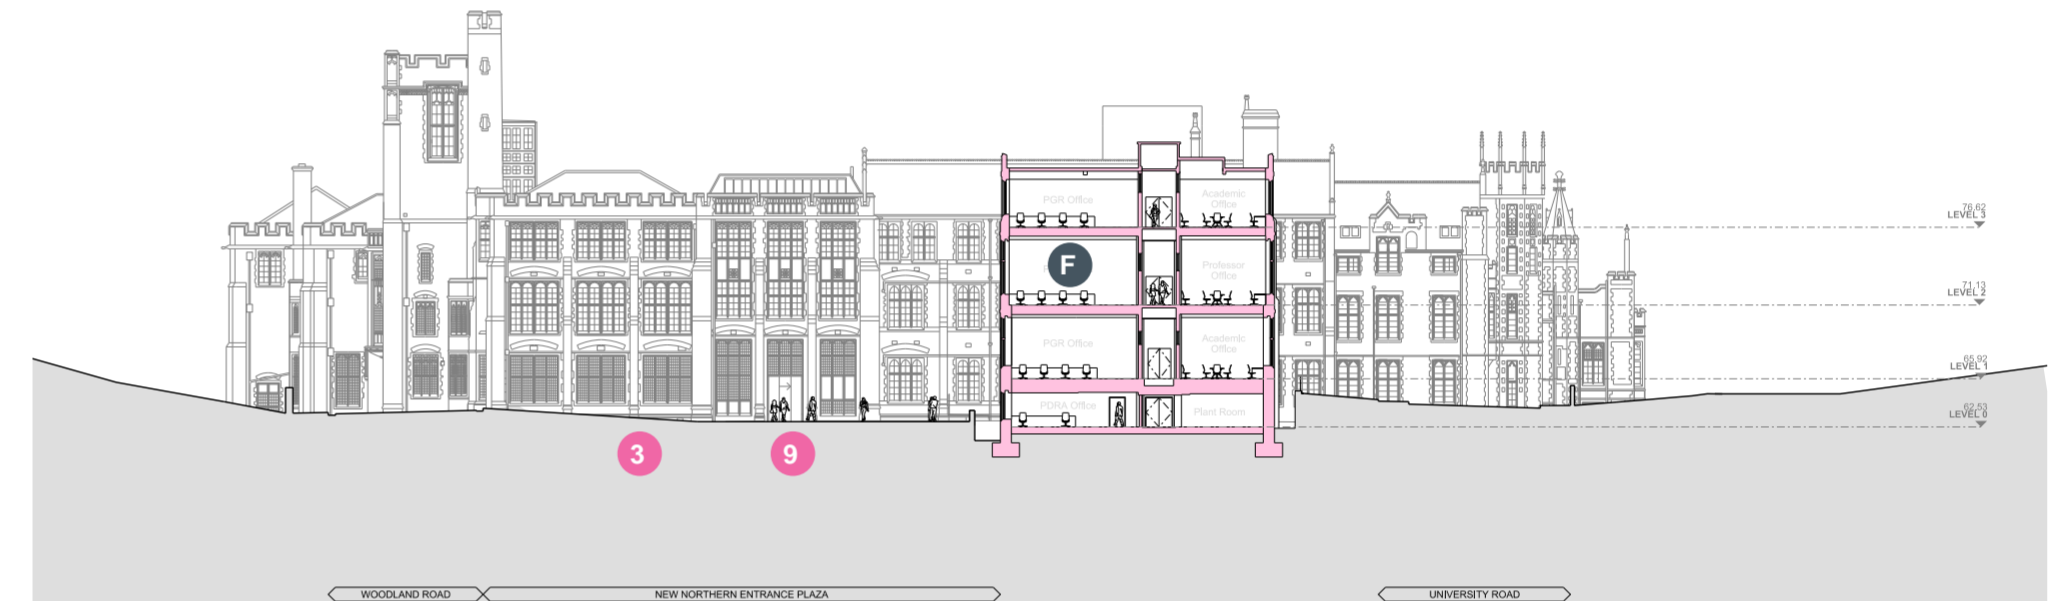 PGR Office
Academic
Office
76.62
LEVEL 3
F
Professor
Office
71.13
LEVEL 2
PGR Office
Academic
Office
65.92
LEVEL 1
PDRA Office
Plant Room
62.53
LEVEL 0
3
9
WOODLAND ROAD
NEW NORTHERN ENTRANCE PLAZA
UNIVERSITY ROAD